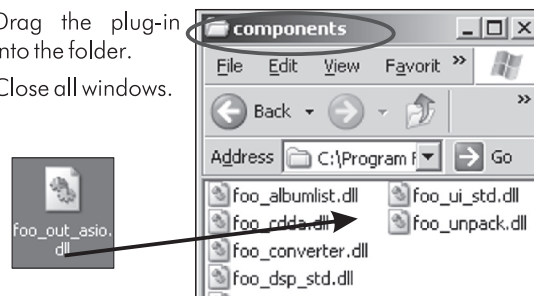 Drag the plug-in
into the folder.
Close all windows.
foo_out_asio.
dll
components
File Edit View Favorit »
Back »
Address C:\Program F Go
foo_albumlist.dll foo_ui_std.dll
foo_cdda.dll foo_unpack.dll
foo_converter.dll
foo_dsp_std.dll